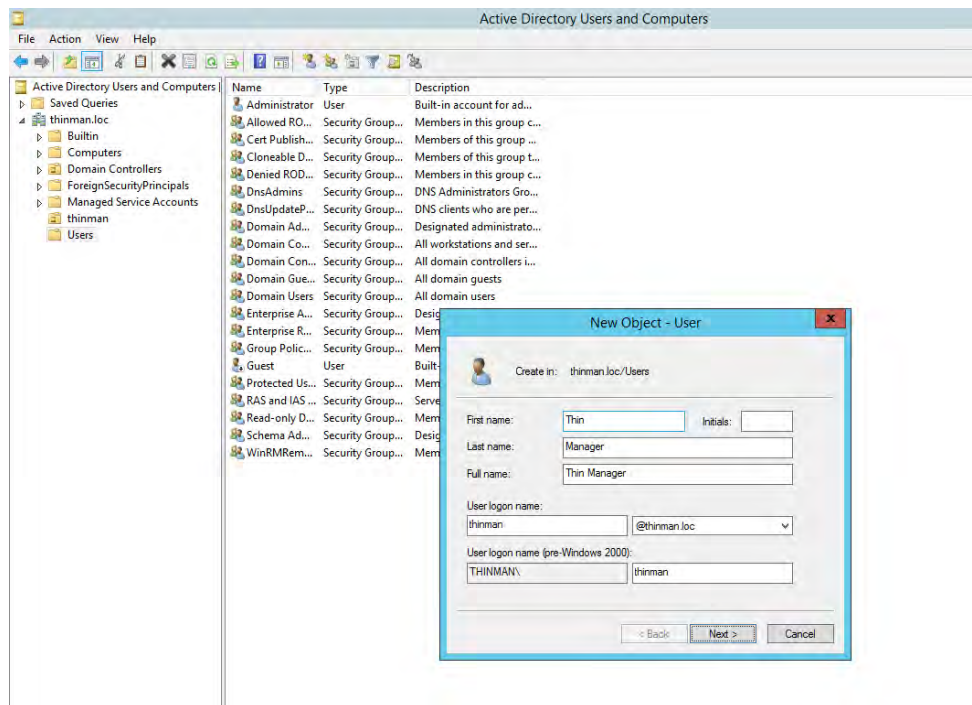 Active Directory Users and Computers
File Action View Help
Active Directory Users and Computers
Saved Queries
thinman.loc
Builtin
Computers
Domain Controllers
ForeignSecurityPrincipals
Managed Service Accounts
thinman
Users
Name Type Description
Administrator User Built-in account for ad...
Allowed RO... Security Group... Members in this group c...
Cert Publish... Security Group... Members of this group ...
Cloneable D... Security Group... Members of this group t...
Denied ROD... Security Group... Members in this group c...
DnsAdmins Security Group... DNS Administrators Gro...
DnsUpdateP... Security Group... DNS clients who are per...
Domain Ad... Security Group... Designated administrato...
Domain Co... Security Group... All workstations and ser...
Domain Con... Security Group... All domain controllers i...
Domain Gue... Security Group... All domain guests
Domain Users Security Group... All domain users
Enterprise A... Security Group... Desig
Enterprise R... Security Group... Mem
Group Polic... Security Group... Mem
Guest User Built-
Protected Us... Security Group... Mem
RAS and IAS ... Security Group... Serve
Read-only D... Security Group... Mem
Schema Ad... Security Group... Desig
WinRMRem... Security Group... Mem
New Object - User
x
Create in: thinman.loc/Users
First name: Thin Initials:
Last name: Manager
Full name: Thin Manager
User logon name:
thinman @thinman.loc
User logon name (pre-Windows 2000):
THINMAN\ thinman
< Back Next > Cancel